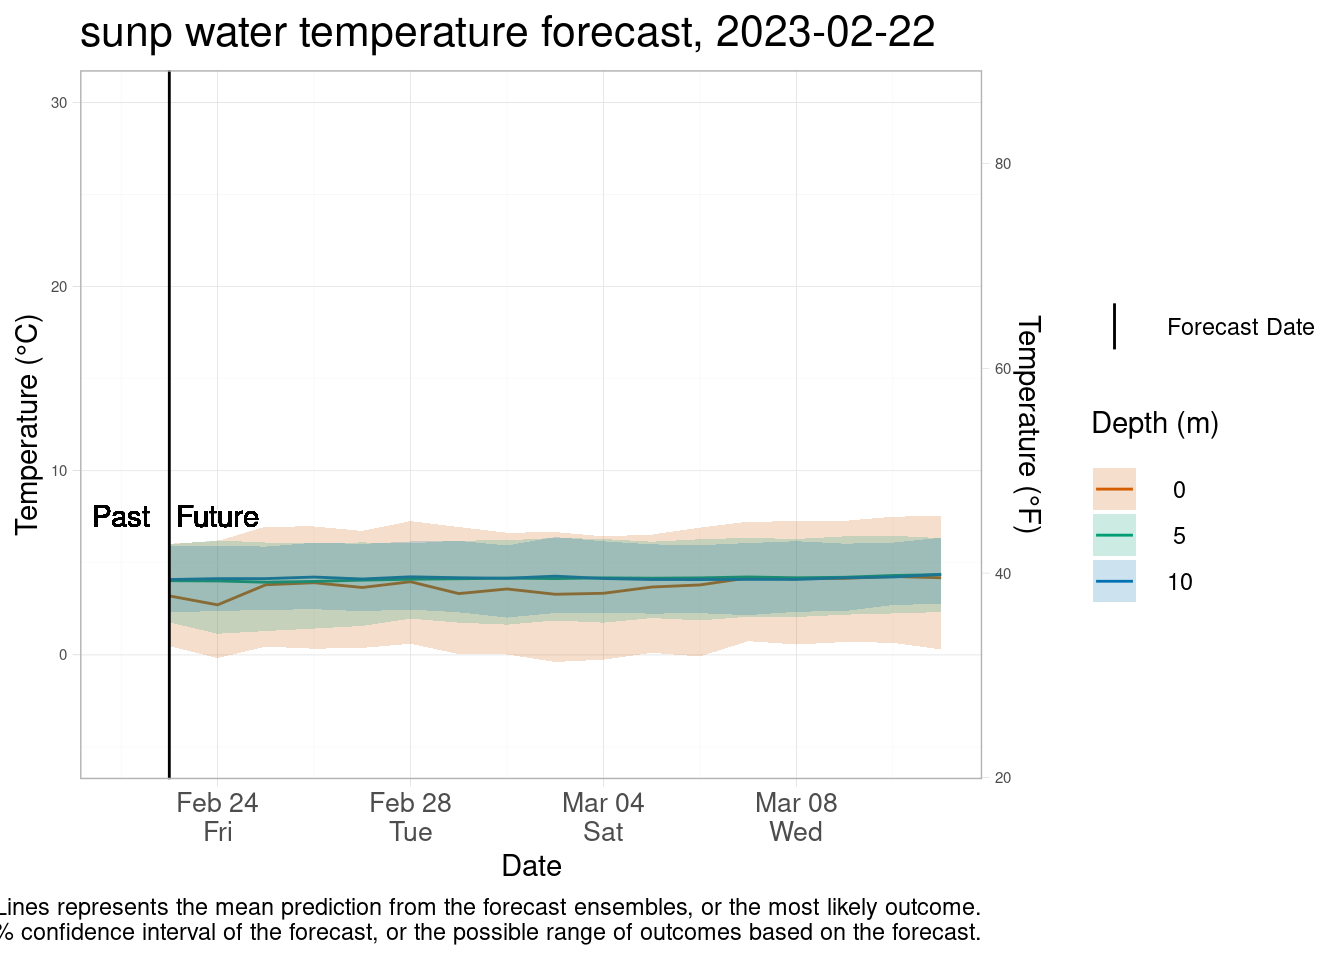 sunp water temperature forecast, 2023-02-22
30
20
10
0
Temperature (°C)
Past
Future
80
60
40
20
Temperature (°F)
Feb 24
Fri
Feb 28
Tue
Mar 04
Sat
Mar 08
Wed
Date
Forecast Date
Depth (m)
0
5
10
Lines represents the mean prediction from the forecast ensembles, or the most likely outcome.
% confidence interval of the forecast, or the possible range of outcomes based on the forecast.